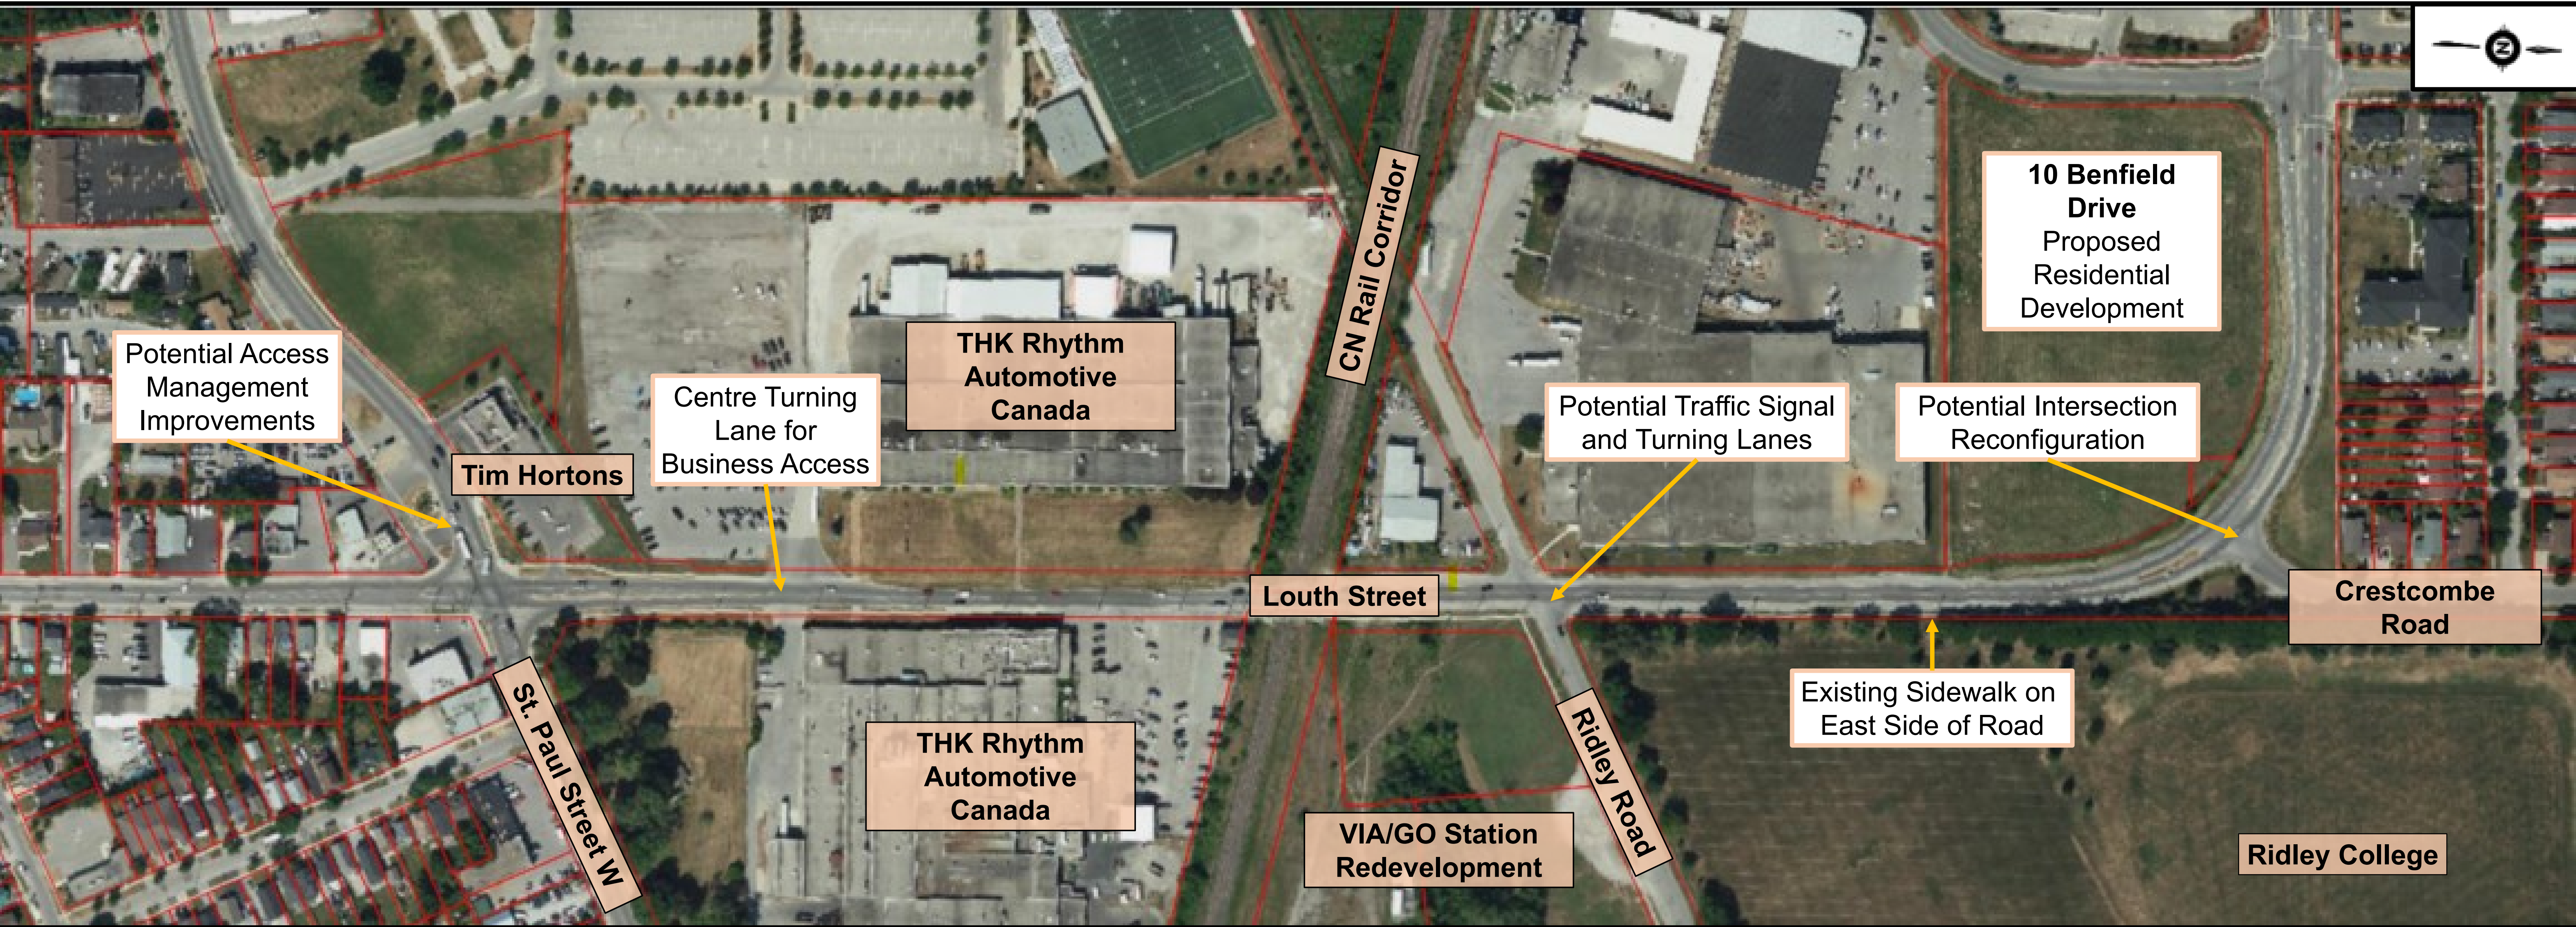 N
10 Benfield
Drive
Proposed
Residential
Development
CN Rail Corridor
Potential Access
Management
Improvements
THK Rhythm
Automotive
Canada
Centre Turning
Lane for
Business Access
Potential Traffic Signal
and Turning Lanes
Potential Intersection
Reconfiguration
Tim Hortons
Louth Street
Crestcombe
Road
St. Paul Street W
Existing Sidewalk on
East Side of Road
Ridley Road
THK Rhythm
Automotive
Canada
VIA/GO Station
Redevelopment
Ridley College